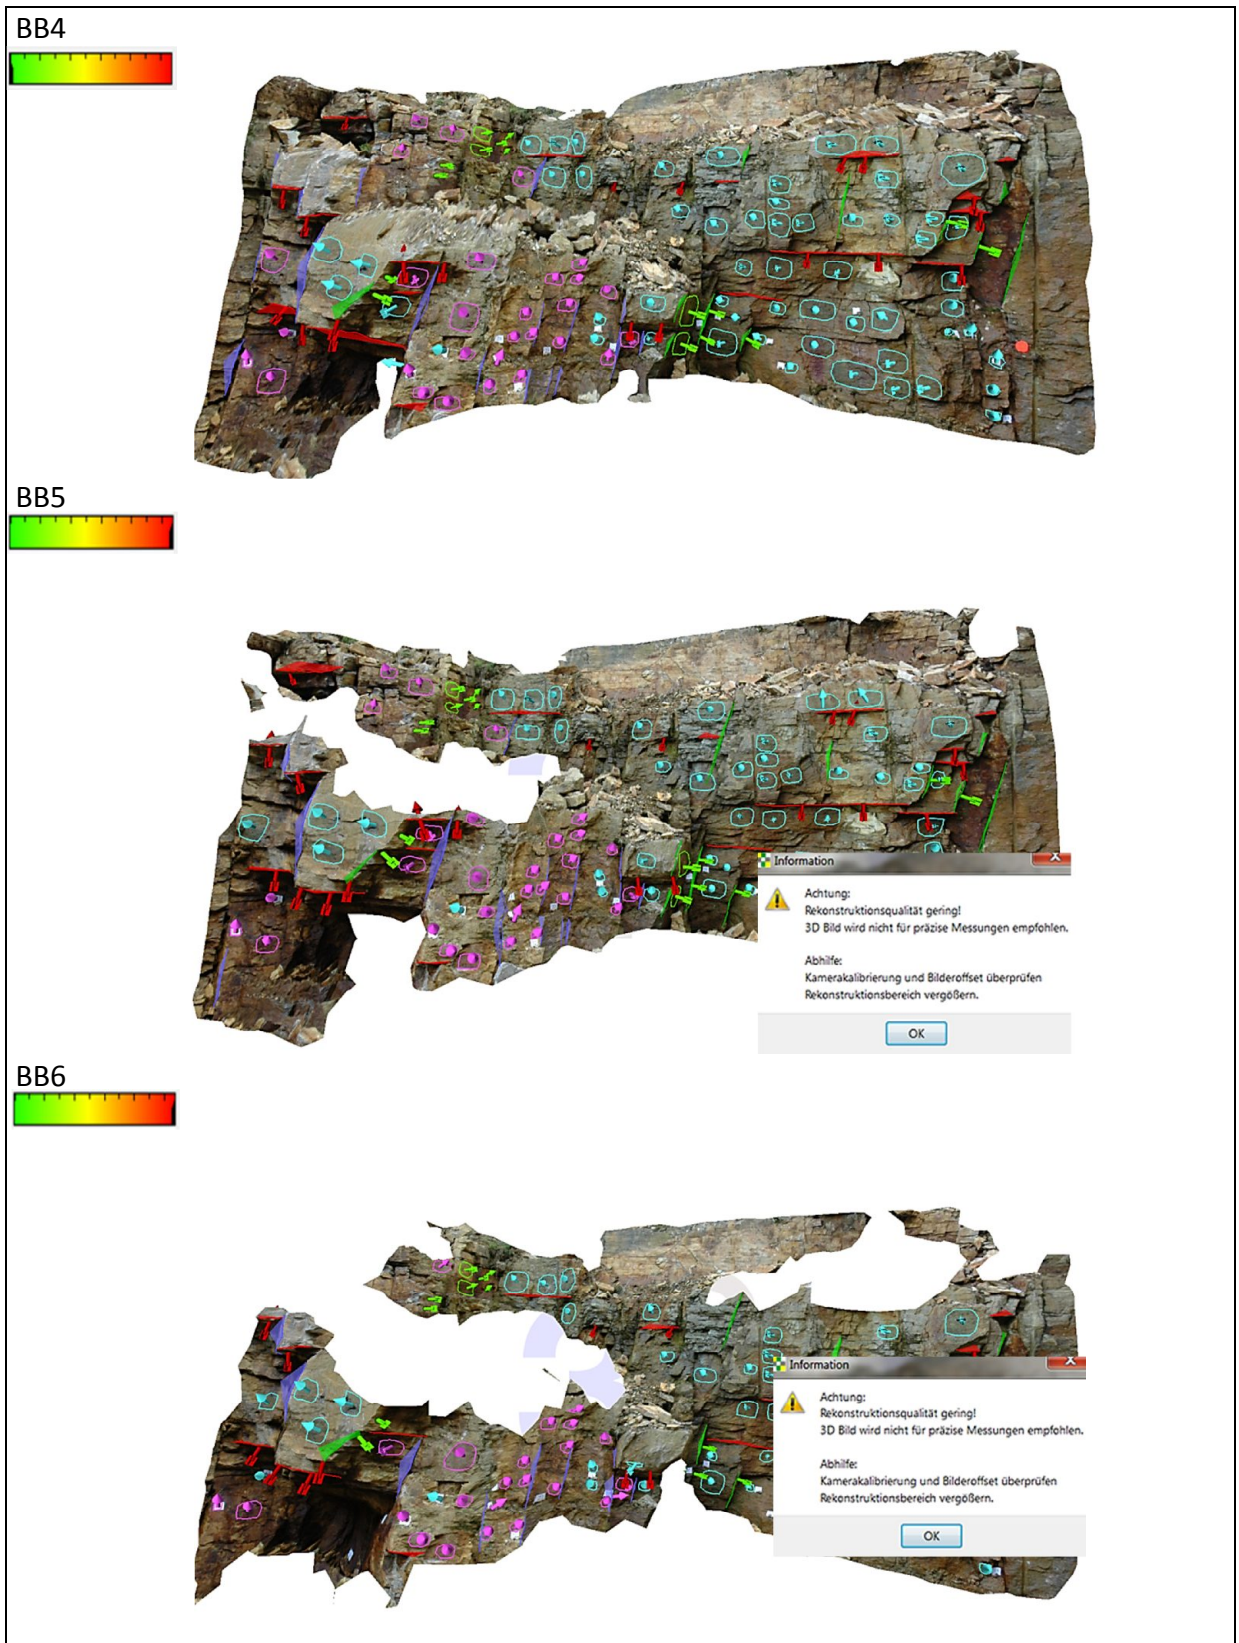 BB4
BB5
Information
X
Achtung:
Rekonstruktionsqualität gering!
3D Bild wird nicht für präzise Messungen empfohlen.
Abhilfe:
Kamerakalibrierung und Bilderoffset überprüfen
Rekonstruktionsbereich vergößern.
OK
BB6
Information
X
Achtung:
Rekonstruktionsqualität gering!
3D Bild wird nicht für präzise Messungen empfohlen.
Abhilfe:
Kamerakalibrierung und Bilderoffset überprüfen
Rekonstruktionsbereich vergößern.
OK